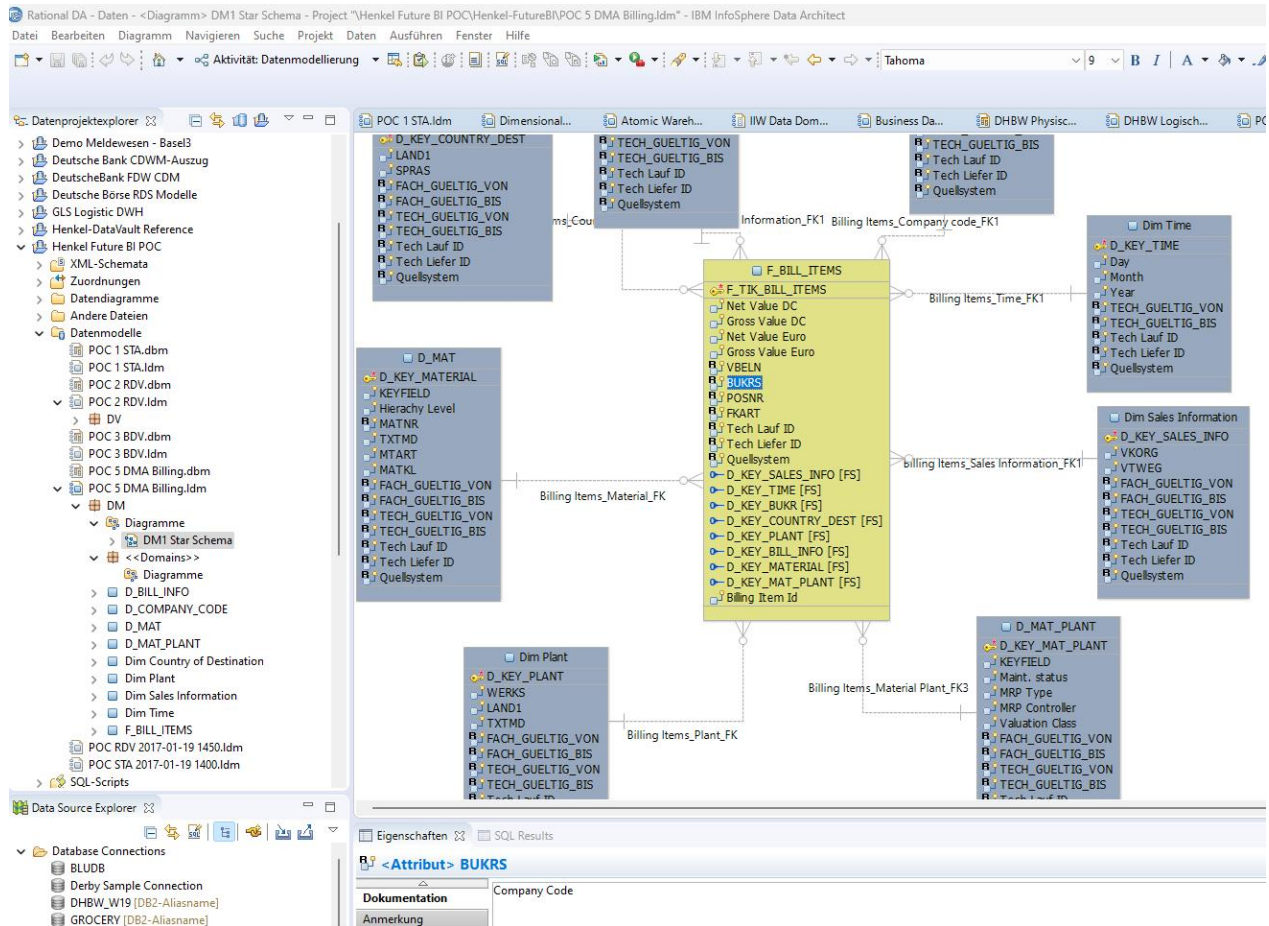 Rational DA - Daten - <Diagramm> DM1 Star Schema - Project "\Henkel Future BI POC\Henkel-FutureBI\POC 5 DMA Billing.ldm" - IBM InfoSphere Data Architect
Datei Bearbeiten Diagramm Navigieren Suche Projekt Daten Ausführen Fenster Hilfe
Aktivität: Datenmodellierung Tahoma 9 B I A
Datenprojektexplorer
Demo Meldewesen - Basel3
Deutsche Bank CDWM-Auszug
DeutscheBank FDW CDM
Deutsche Börse RDS Modelle
GLS Logistic DWH
Henkel-DataVault Reference
Henkel Future BI POC
XML-Schemata
Zuordnungen
Datendiagramme
Andere Dateien
Datenmodelle
POC 1 STA.dbm
POC 1 STA.ldm
POC 2 RDV.dbm
POC 2 RDV.ldm
DV
POC 3 BDV.dbm
POC 3 BDV.ldm
POC 5 DMA Billing.dbm
POC 5 DMA Billing.ldm
DM
Diagramme
DM1 Star Schema
<<Domains>>
Diagramme
D_BILL_INFO
D_COMPANY_CODE
D_MAT
D_MAT_PLANT
Dim Country of Destination
Dim Plant
Dim Sales Information
Dim Time
F_BILL_ITEMS
POC RDV 2017-01-19 1450.ldm
POC STA 2017-01-19 1400.ldm
SQL-Scripts
Data Source Explorer
Database Connections
BLUDB
Derby Sample Connection
DHBW_W19 [DB2-Aliasname]
GROCERY [DB2-Aliasname]
POC 1 STA.ldm Dimensional... Atomic Wareh... IIW Data Dom... Business Da... DHBW Physisc... DHBW Logisch...
D_KEY_COUNTRY_DEST
LAND1
SPRAS
FACH_GUELTIG_VON
FACH_GUELTIG_BIS
TECH_GUELTIG_VON
TECH_GUELTIG_BIS
Tech Lauf ID
Tech Liefer ID
Quellsystem
TECH_GUELTIG_VON
TECH_GUELTIG_BIS
Tech Lauf ID
Tech Liefer ID
Quellsystem
TECH_GUELTIG_BIS
Tech Lauf ID
Tech Liefer ID
Quellsystem
ms_Cou
Information_FK1
Billing Items_Company code_FK1
Dim Time
D_KEY_TIME
Day
Month
Year
TECH_GUELTIG_VON
TECH_GUELTIG_BIS
Tech Lauf ID
Tech Liefer ID
Quellsystem
Billing Items_Time_FK1
F_BILL_ITEMS
F_TIK_BILL_ITEMS
Net Value DC
Gross Value DC
Net Value Euro
Gross Value Euro
VBELN
BUKRS
POSNR
FKART
Tech Lauf ID
Tech Liefer ID
Quellsystem
D_KEY_SALES_INFO [FS]
D_KEY_TIME [FS]
D_KEY_BUKR [FS]
D_KEY_COUNTRY_DEST [FS]
D_KEY_PLANT [FS]
D_KEY_BILL_INFO [FS]
D_KEY_MATERIAL [FS]
D_KEY_MAT_PLANT [FS]
Billing Item Id
D_MAT
D_KEY_MATERIAL
KEYFIELD
Hierachy Level
MATNR
TXTMD
MTART
MATKL
FACH_GUELTIG_VON
FACH_GUELTIG_BIS
TECH_GUELTIG_VON
TECH_GUELTIG_BIS
Tech Lauf ID
Tech Liefer ID
Quellsystem
Billing Items_Material_FK
Dim Sales Information
D_KEY_SALES_INFO
VKORG
VTWEG
FACH_GUELTIG_VON
FACH_GUELTIG_BIS
TECH_GUELTIG_VON
TECH_GUELTIG_BIS
Tech Lauf ID
Tech Liefer ID
Quellsystem
Billing Items_Sales Information_FK1
Dim Plant
D_KEY_PLANT
WERKS
LAND1
TXTMD
FACH_GUELTIG_VON
FACH_GUELTIG_BIS
TECH_GUELTIG_VON
TECH_GUELTIG_BIS
Tech Lauf ID
Billing Items_Plant_FK
D_MAT_PLANT
D_KEY_MAT_PLANT
KEYFIELD
Maint. status
MRP Type
MRP Controller
Valuation Class
FACH_GUELTIG_VON
FACH_GUELTIG_BIS
TECH_GUELTIG_VON
TECH_GUELTIG_BIS
Tech Lauf ID
Billing Items_Material Plant_FK3
Eigenschaften SQL Results
<Attribut> BUKRS
Dokumentation
Company Code
Anmerkung